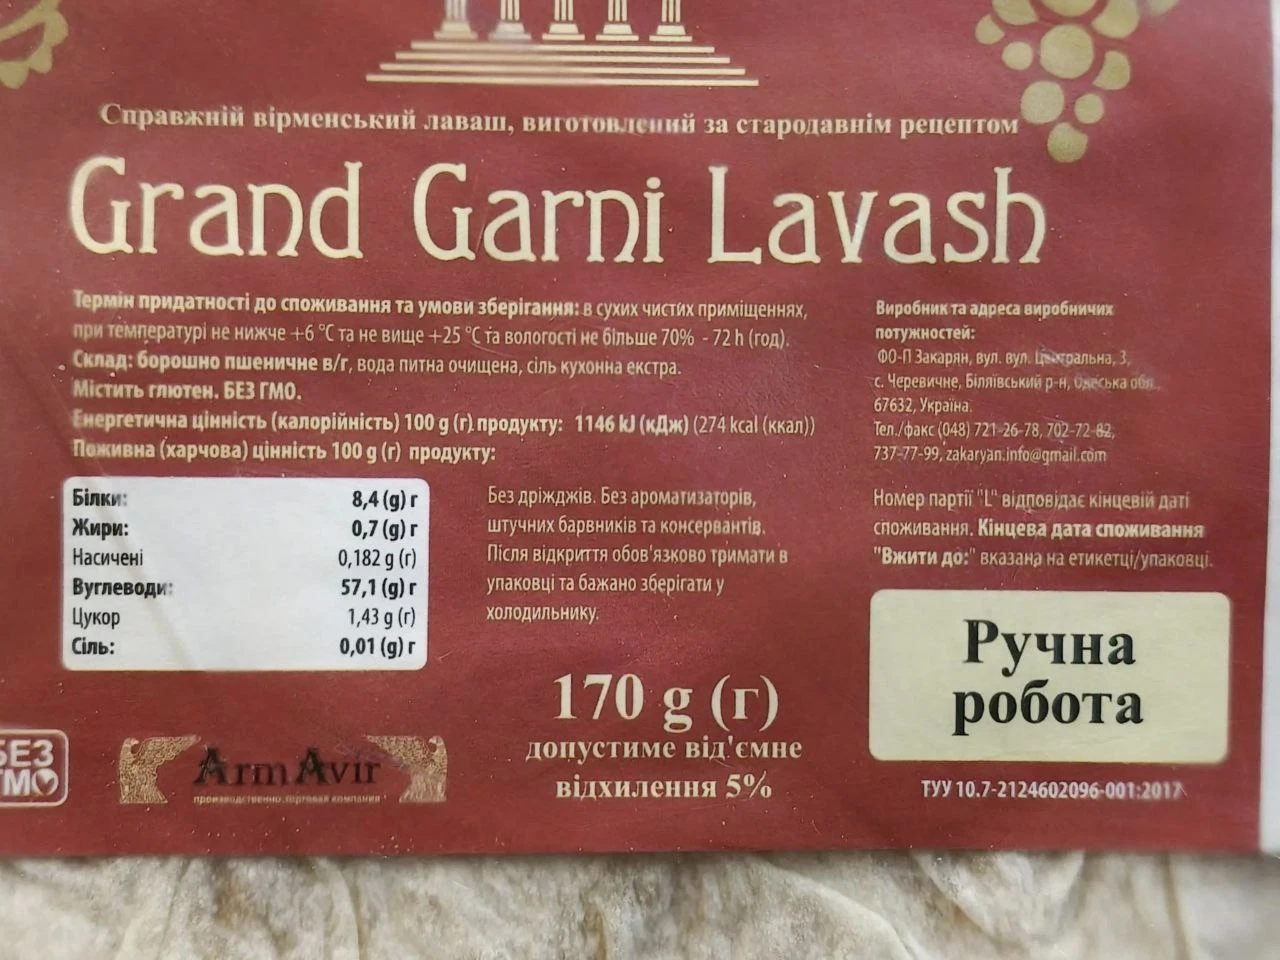 Справжній вірменський лаваш, виготовлений за стародавнім рецептом
Grand Garni Lavash
Термін придатності до споживання та умови зберігання: в сухих чистих приміщеннях,
при температурі не нижче +6 °С та не вище +25 °С та вологості не більше 70% - 72 h (год).
Склад: борошно пшеничне в/г, вода питна очищена, сіль кухонна екстра.
Містить глютен. БЕЗ ГМО.
Енергетична цінність (калорійність) 100 g (г) продукту: 1146 kJ (кДж) (274 kcal (ккал))
Поживна (харчова) цінність 100 g (г) продукту:
Білки: 8,4 (g) г
Жири: 0,7 (g) г
Насичені 0,182 g (г)
Вуглеводи: 57,1 (g) г
Цукор 1,43 g (г)
Сіль: 0,01 (g) г
Без дріжджів. Без ароматизаторів,
штучних барвників та консервантів.
Після відкриття обов'язково тримати в
упаковці та бажано зберігати у
холодильнику.
Виробник та адреса виробничих
потужностей:
ФО-П Закарян, вул. вул. Центральна, 3,
с. Черевичне, Біляївський р-н, Одеська обл.,
67632, Україна.
Тел./факс (048) 721-26-78, 702-72-82,
737-77-99, zakaryan.info@gmail.com
Номер партії "L" відповідає кінцевій даті
споживання. Кінцева дата споживання
"Вжити до:" вказана на етикетці/упаковці.
Ручна
робота
170 g (г)
допустиме від'ємне
відхилення 5%
БЕЗ
ГМО
ArmAvir
производственно-торговая компания
ТУУ 10.7-2124602096-001:2017